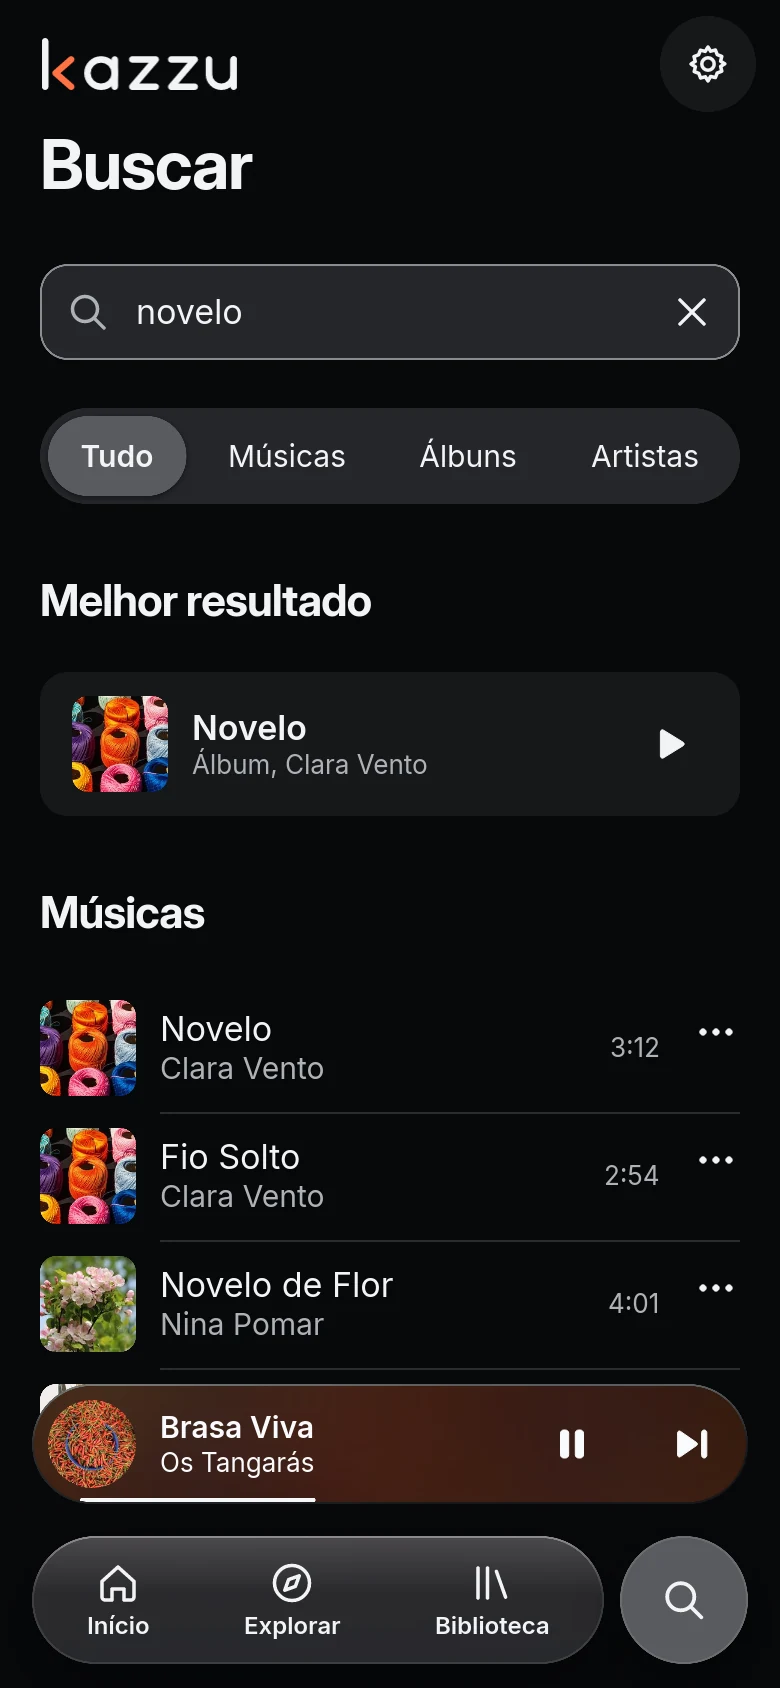 kazzu
Buscar
novelo
Tudo
Músicas
Álbuns
Artistas
Melhor resultado
Novelo
Álbum, Clara Vento
Músicas
Novelo
Clara Vento
3:12
Fio Solto
Clara Vento
2:54
Novelo de Flor
Nina Pomar
4:01
Brasa Viva
Os Tangarás
Início
Explorar
Biblioteca